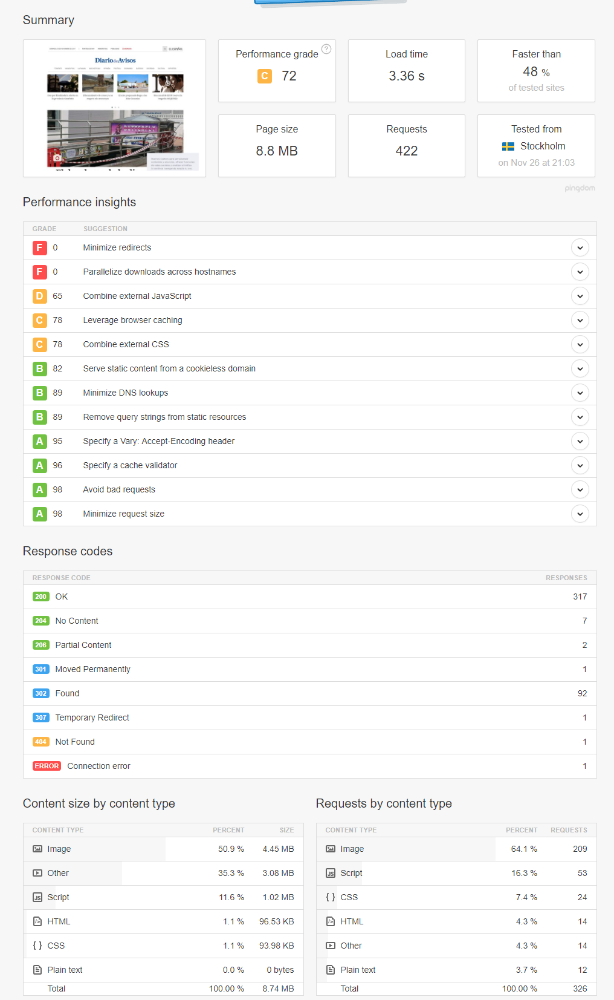 Summary
Diario de Avisos
EL ESPAÑOL
Performance grade ?
C 72
Load time
3.36 s
Faster than
48 %
of tested sites
Page size
8.8 MB
Requests
422
Tested from
Stockholm
on Nov 26 at 21:03
pingdom
Performance insights
GRADE SUGGESTION
F 0 Minimize redirects
F 0 Parallelize downloads across hostnames
D 65 Combine external JavaScript
C 78 Leverage browser caching
C 78 Combine external CSS
B 82 Serve static content from a cookieless domain
B 89 Minimize DNS lookups
B 89 Remove query strings from static resources
A 95 Specify a Vary: Accept-Encoding header
A 96 Specify a cache validator
A 98 Avoid bad requests
A 98 Minimize request size
Response codes
RESPONSE CODE RESPONSES
200 OK 317
204 No Content 7
206 Partial Content 2
301 Moved Permanently 1
302 Found 92
307 Temporary Redirect 1
404 Not Found 1
ERROR Connection error 1
Content size by content type
CONTENT TYPE PERCENT SIZE
Image 50.9 % 4.45 MB
Other 35.3 % 3.08 MB
JS Script 11.6 % 1.02 MB
HTML 1.1 % 96.53 KB
{ } CSS 1.1 % 93.98 KB
Plain text 0.0 % 0 bytes
Total 100.00 % 8.74 MB
Requests by content type
CONTENT TYPE PERCENT REQUESTS
Image 64.1 % 209
JS Script 16.3 % 53
{ } CSS 7.4 % 24
HTML 4.3 % 14
Other 4.3 % 14
Plain text 3.7 % 12
Total 100.00 % 326